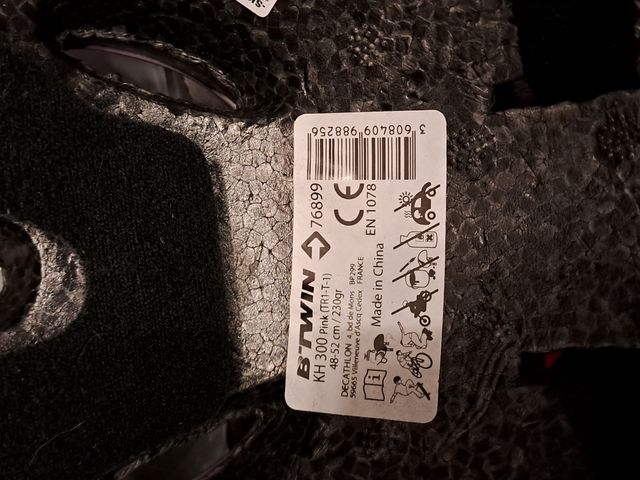 3 608409 988256
B'TWIN 76899
KH 300 Pink (TR1-T-1)
48-52 cm / 230gr
CE
EN 1078
DECATHLON 4, bd de Mons BP299
59665 Villeneuve d'Ascq Cedex FRANCE
Made in China